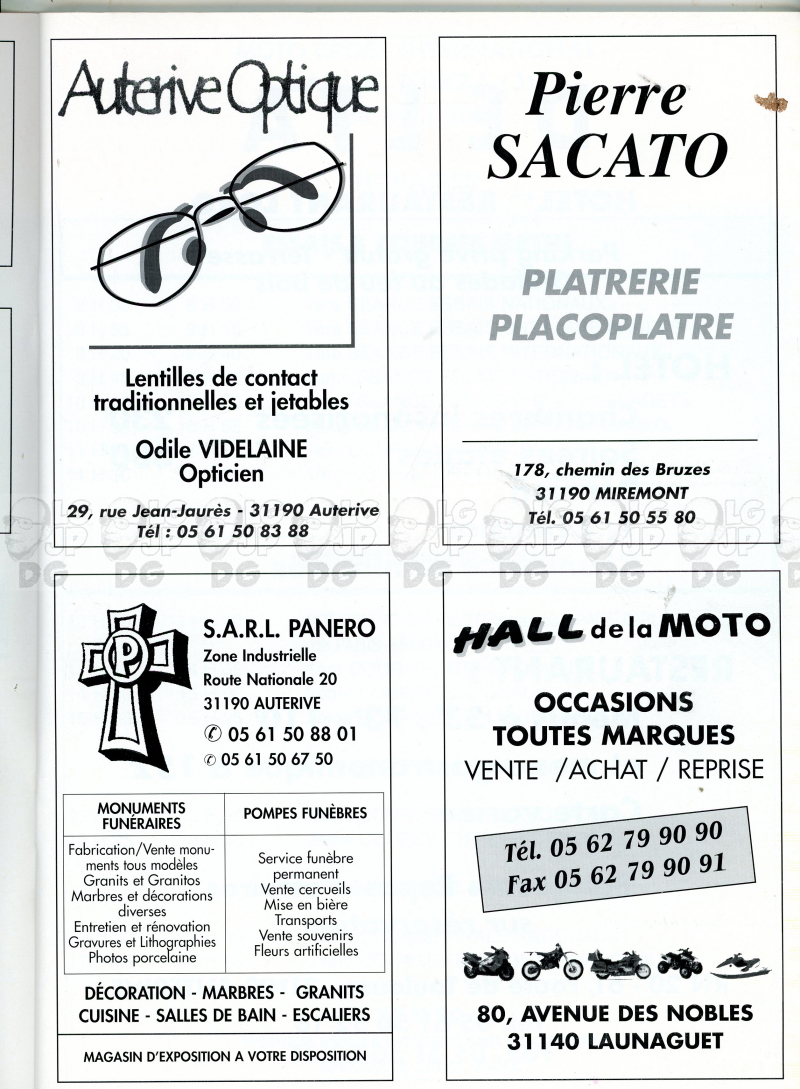 Auterive Optique
Lentilles de contact
traditionnelles et jetables
Odile VIDELAINE
Opticien
29, rue Jean-Jaurès - 31190 Auterive
Tél : 05 61 50 83 88
Pierre
SACATO
PLATRERIE
PLACOPLATRE
178, chemin des Bruzes
31190 MIREMONT
Tél. 05 61 50 55 80
LG JP DG
P
S.A.R.L. PANERO
Zone Industrielle
Route Nationale 20
31190 AUTERIVE
✆ 05 61 50 88 01
✆ 05 61 50 67 50
MONUMENTS
FUNÉRAIRES
Fabrication/Vente monu-
ments tous modèles
Granits et Granitos
Marbres et décorations
diverses
Entretien et rénovation
Gravures et Lithographies
Photos porcelaine
POMPES FUNÈBRES
Service funèbre
permanent
Vente cercueils
Mise en bière
Transports
Vente souvenirs
Fleurs artificielles
DÉCORATION - MARBRES - GRANITS
CUISINE - SALLES DE BAIN - ESCALIERS
MAGASIN D'EXPOSITION A VOTRE DISPOSITION
HALL de la MOTO
OCCASIONS
TOUTES MARQUES
VENTE /ACHAT / REPRISE
Tél. 05 62 79 90 90
Fax 05 62 79 90 91
80, AVENUE DES NOBLES
31140 LAUNAGUET